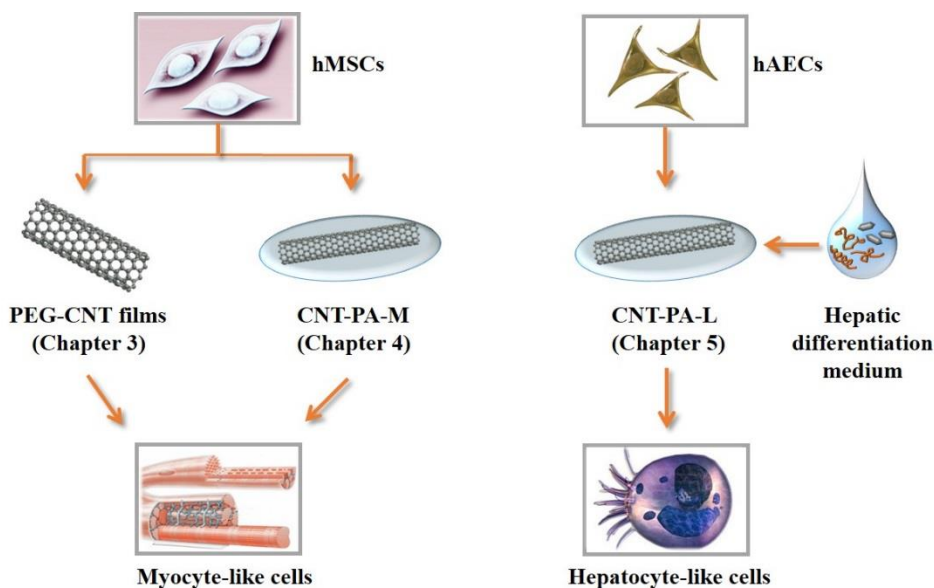 hMSCs
hAECs
PEG-CNT films
(Chapter 3)
CNT-PA-M
(Chapter 4)
CNT-PA-L
(Chapter 5)
Hepatic
differentiation
medium
Myocyte-like cells
Hepatocyte-like cells